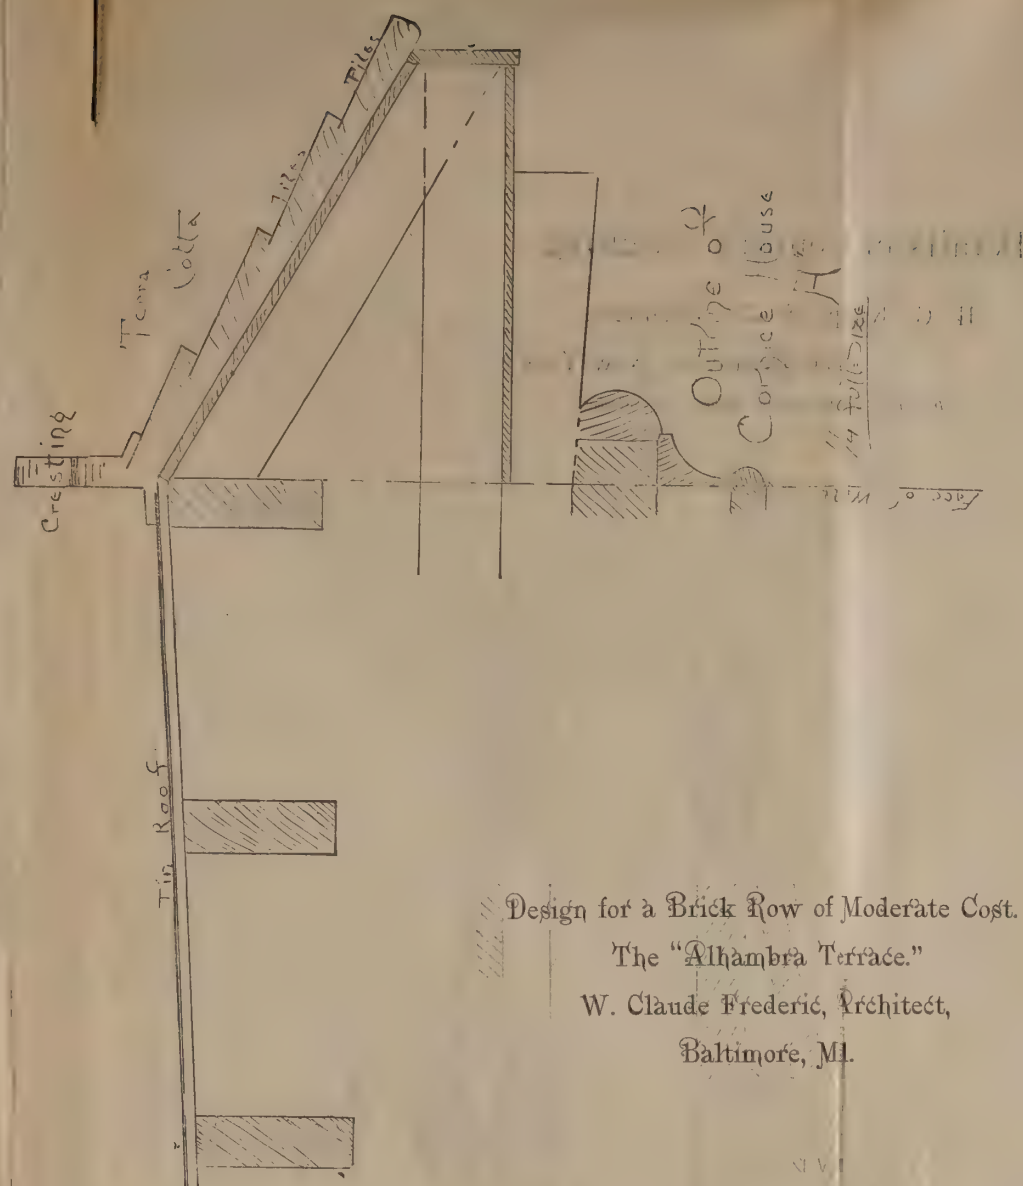 Cresting
Terra
Cotta
Tiles
Tiles
Tin Roof
Outline of
Cornice House
"H"
1/4 full size
Face of Wall
Design for a Brick Row of Moderate Cost.
The “Alhambra Terrace.”
W. Claude Frederic, Architect,
Baltimore, Md.